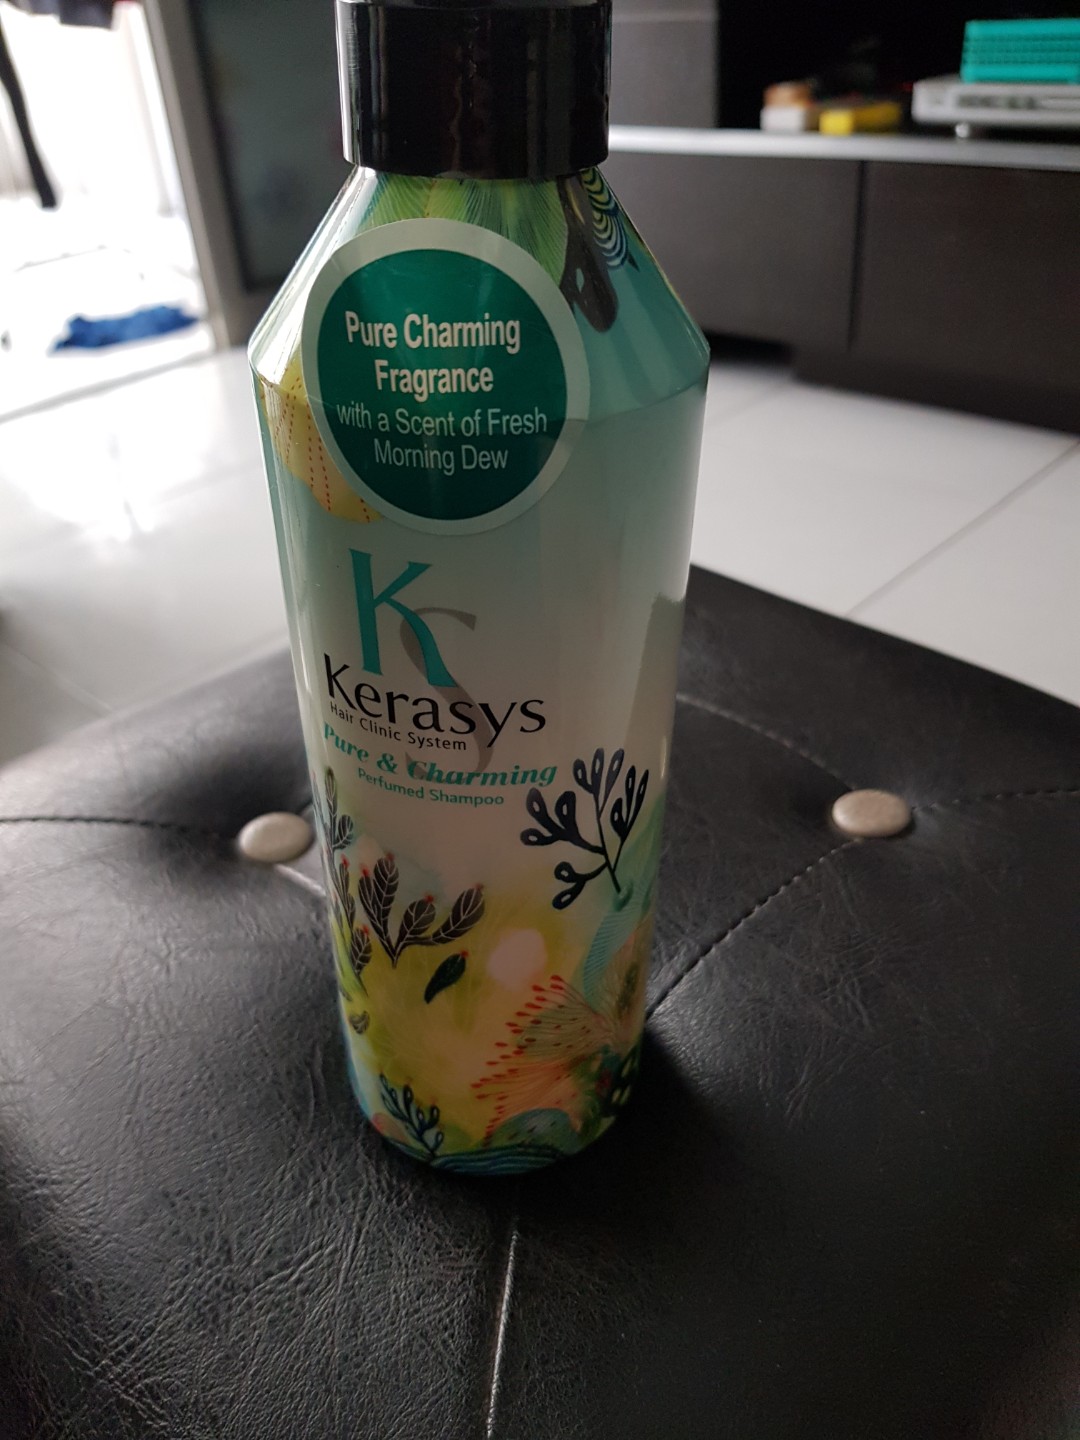 Pure Charming
Fragrance
with a Scent of Fresh
Morning Dew
KS
Kerasys
Hair Clinic System
Pure & Charming
Perfumed Shampoo